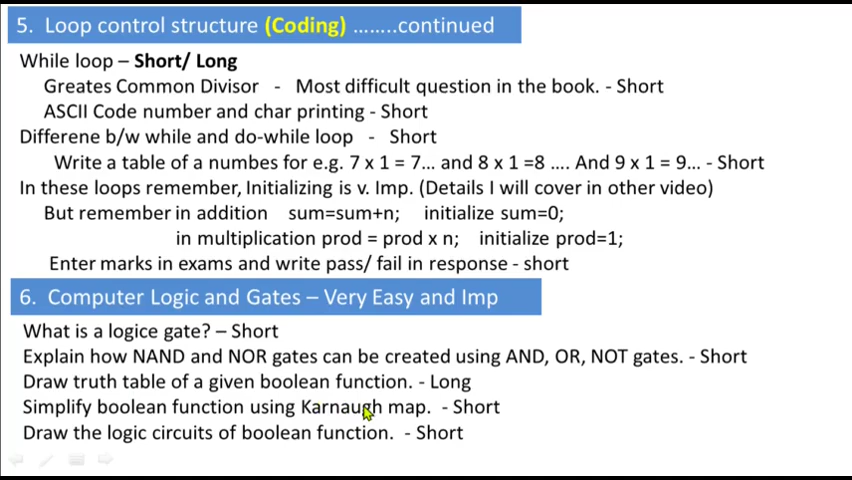 5. Loop control structure (Coding) ........continued
While loop – Short/ Long
Greates Common Divisor - Most difficult question in the book. - Short
ASCII Code number and char printing - Short
Differene b/w while and do-while loop - Short
Write a table of a numbes for e.g. 7 x 1 = 7... and 8 x 1 =8 .... And 9 x 1 = 9... - Short
In these loops remember, Initializing is v. Imp. (Details I will cover in other video)
But remember in addition sum=sum+n; initialize sum=0;
in multiplication prod = prod x n; initialize prod=1;
Enter marks in exams and write pass/ fail in response - short
6. Computer Logic and Gates – Very Easy and Imp
What is a logice gate? – Short
Explain how NAND and NOR gates can be created using AND, OR, NOT gates. - Short
Draw truth table of a given boolean function. - Long
Simplify boolean function using Karnaugh map. - Short
Draw the logic circuits of boolean function. - Short